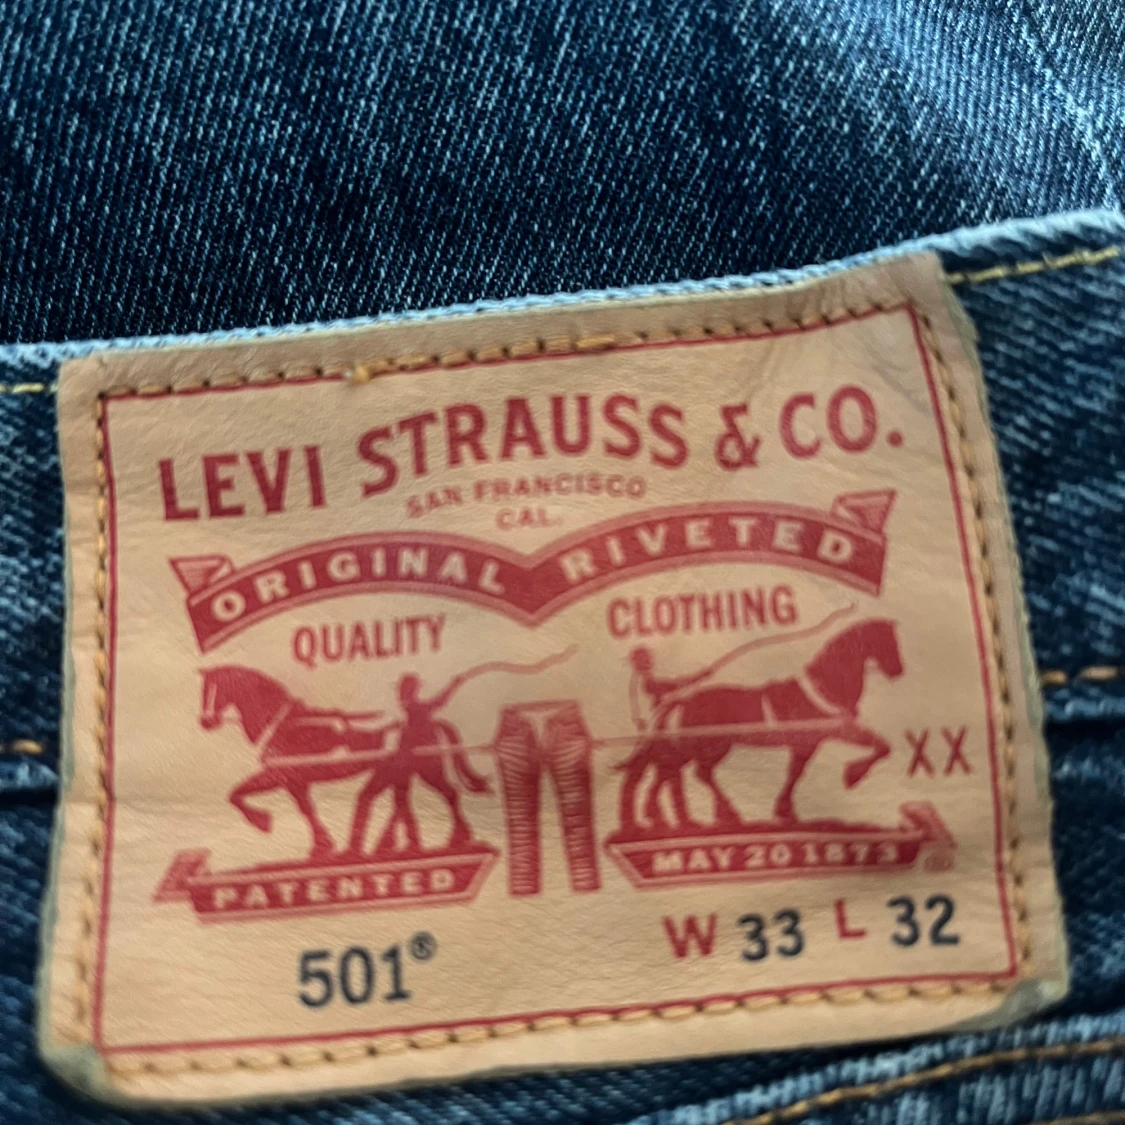 LEVI STRAUSS & CO.
SAN FRANCISCO
CAL.
ORIGINAL RIVETED
QUALITY CLOTHING
XX
PATENTED MAY 20 1873
501® W 33 L 32